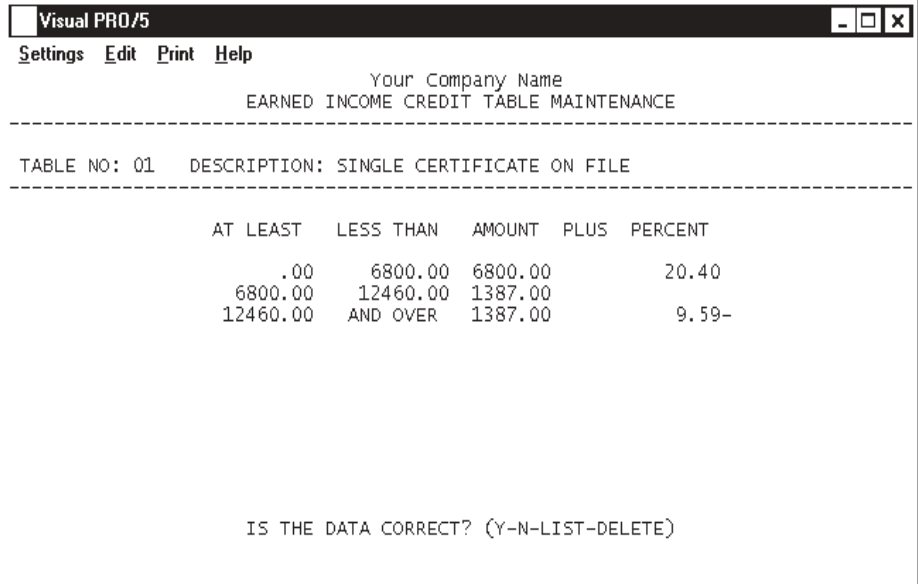 Visual PRO/5
Settings Edit Print Help
Your Company Name
EARNED INCOME CREDIT TABLE MAINTENANCE
TABLE NO: 01 DESCRIPTION: SINGLE CERTIFICATE ON FILE
AT LEAST LESS THAN AMOUNT PLUS PERCENT
.00 6800.00 6800.00 20.40
6800.00 12460.00 1387.00
12460.00 AND OVER 1387.00 9.59-
IS THE DATA CORRECT? (Y-N-LIST-DELETE)